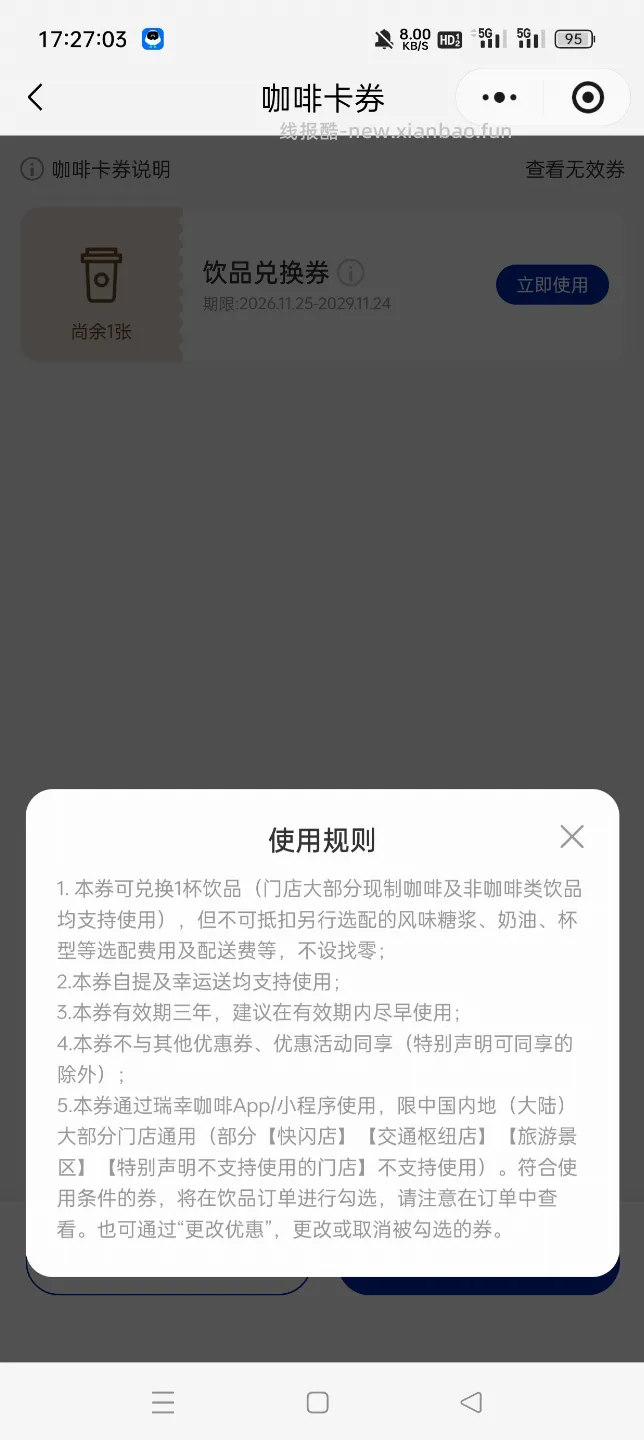 17:27:03
8.00
KB/S
HD
5G
5G
95
咖啡卡券
线报酷-new.xianbao.fun
咖啡卡券说明
查看无效券
饮品兑换券
期限:2026.11.25-2029.11.24
立即使用
尚余1张
使用规则
1. 本券可兑换1杯饮品（门店大部分现制咖啡及非咖啡类饮品
均支持使用），但不可抵扣另行选配的风味糖浆、奶油、杯
型等选配费用及配送费等，不设找零；
2.本券自提及幸运送均支持使用；
3.本券有效期三年，建议在有效期内尽早使用；
4.本券不与其他优惠券、优惠活动同享（特别声明可同享的
除外）；
5.本券通过瑞幸咖啡App/小程序使用，限中国内地（大陆）
大部分门店通用（部分【快闪店】【交通枢纽店】【旅游景
区】【特别声明不支持使用的门店】不支持使用）。符合使
用条件的券，将在饮品订单进行勾选，请注意在订单中查
看。也可通过“更改优惠”，更改或取消被勾选的券。